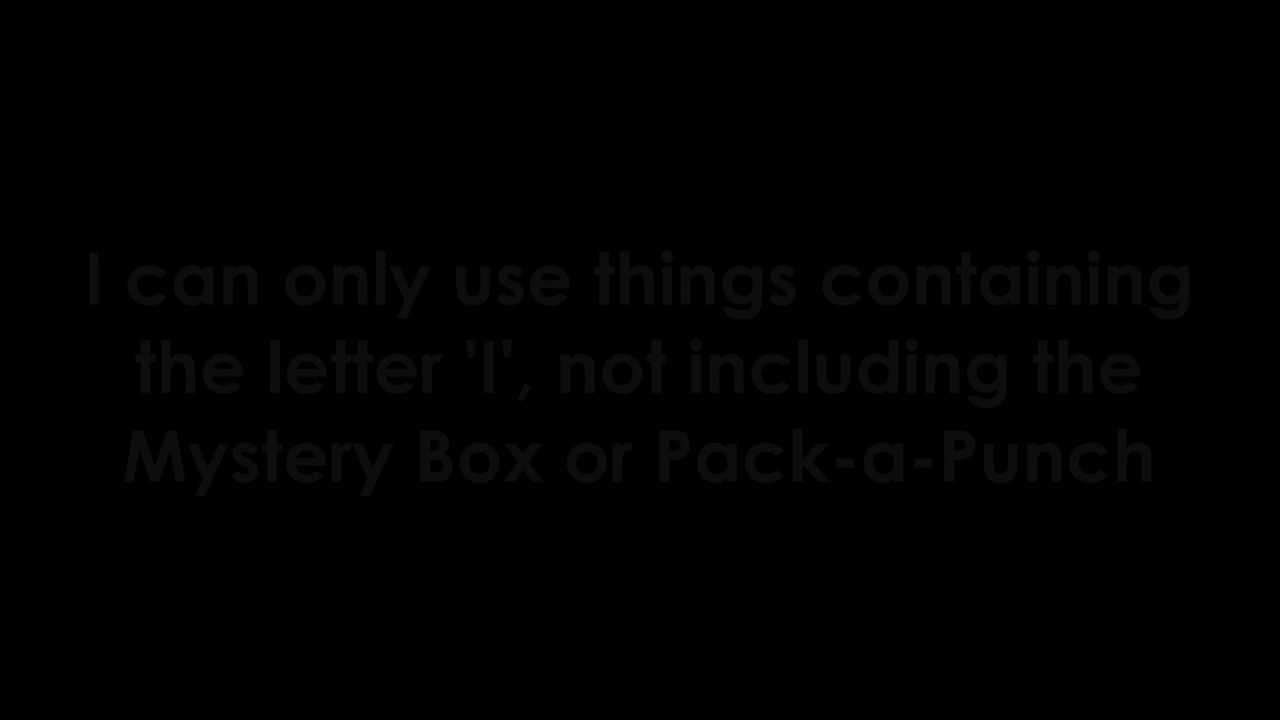 I can only use things containing
the letter 'I', not including the
Mystery Box or Pack-a-Punch